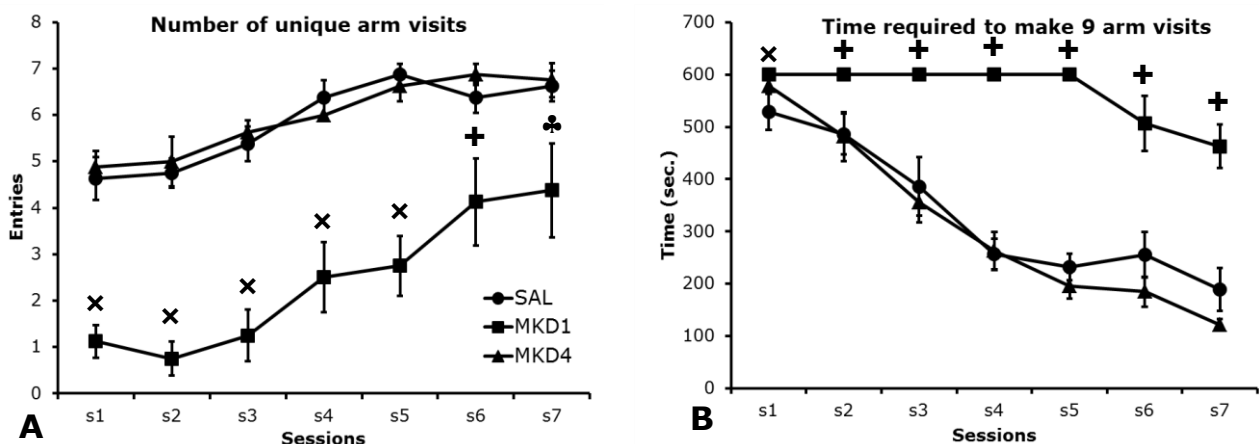 Number of unique arm visits
8
7
6
5
4
3
2
1
0
Entries
SAL
MKD1
MKD4
s1 s2 s3 s4 s5 s6 s7
Sessions
A
Time required to make 9 arm visits
700
600
500
400
300
200
100
0
Time (sec.)
s1 s2 s3 s4 s5 s6 s7
Sessions
B